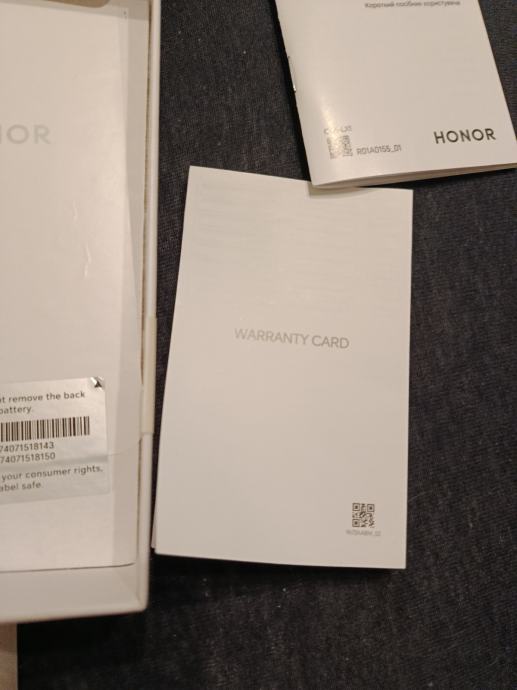 HONOR
t remove the back
battery.
74071518143
74071518150
your consumer rights,
label safe.
Короткий посібник користувача
R01A0155_01
HONOR
WARRANTY CARD